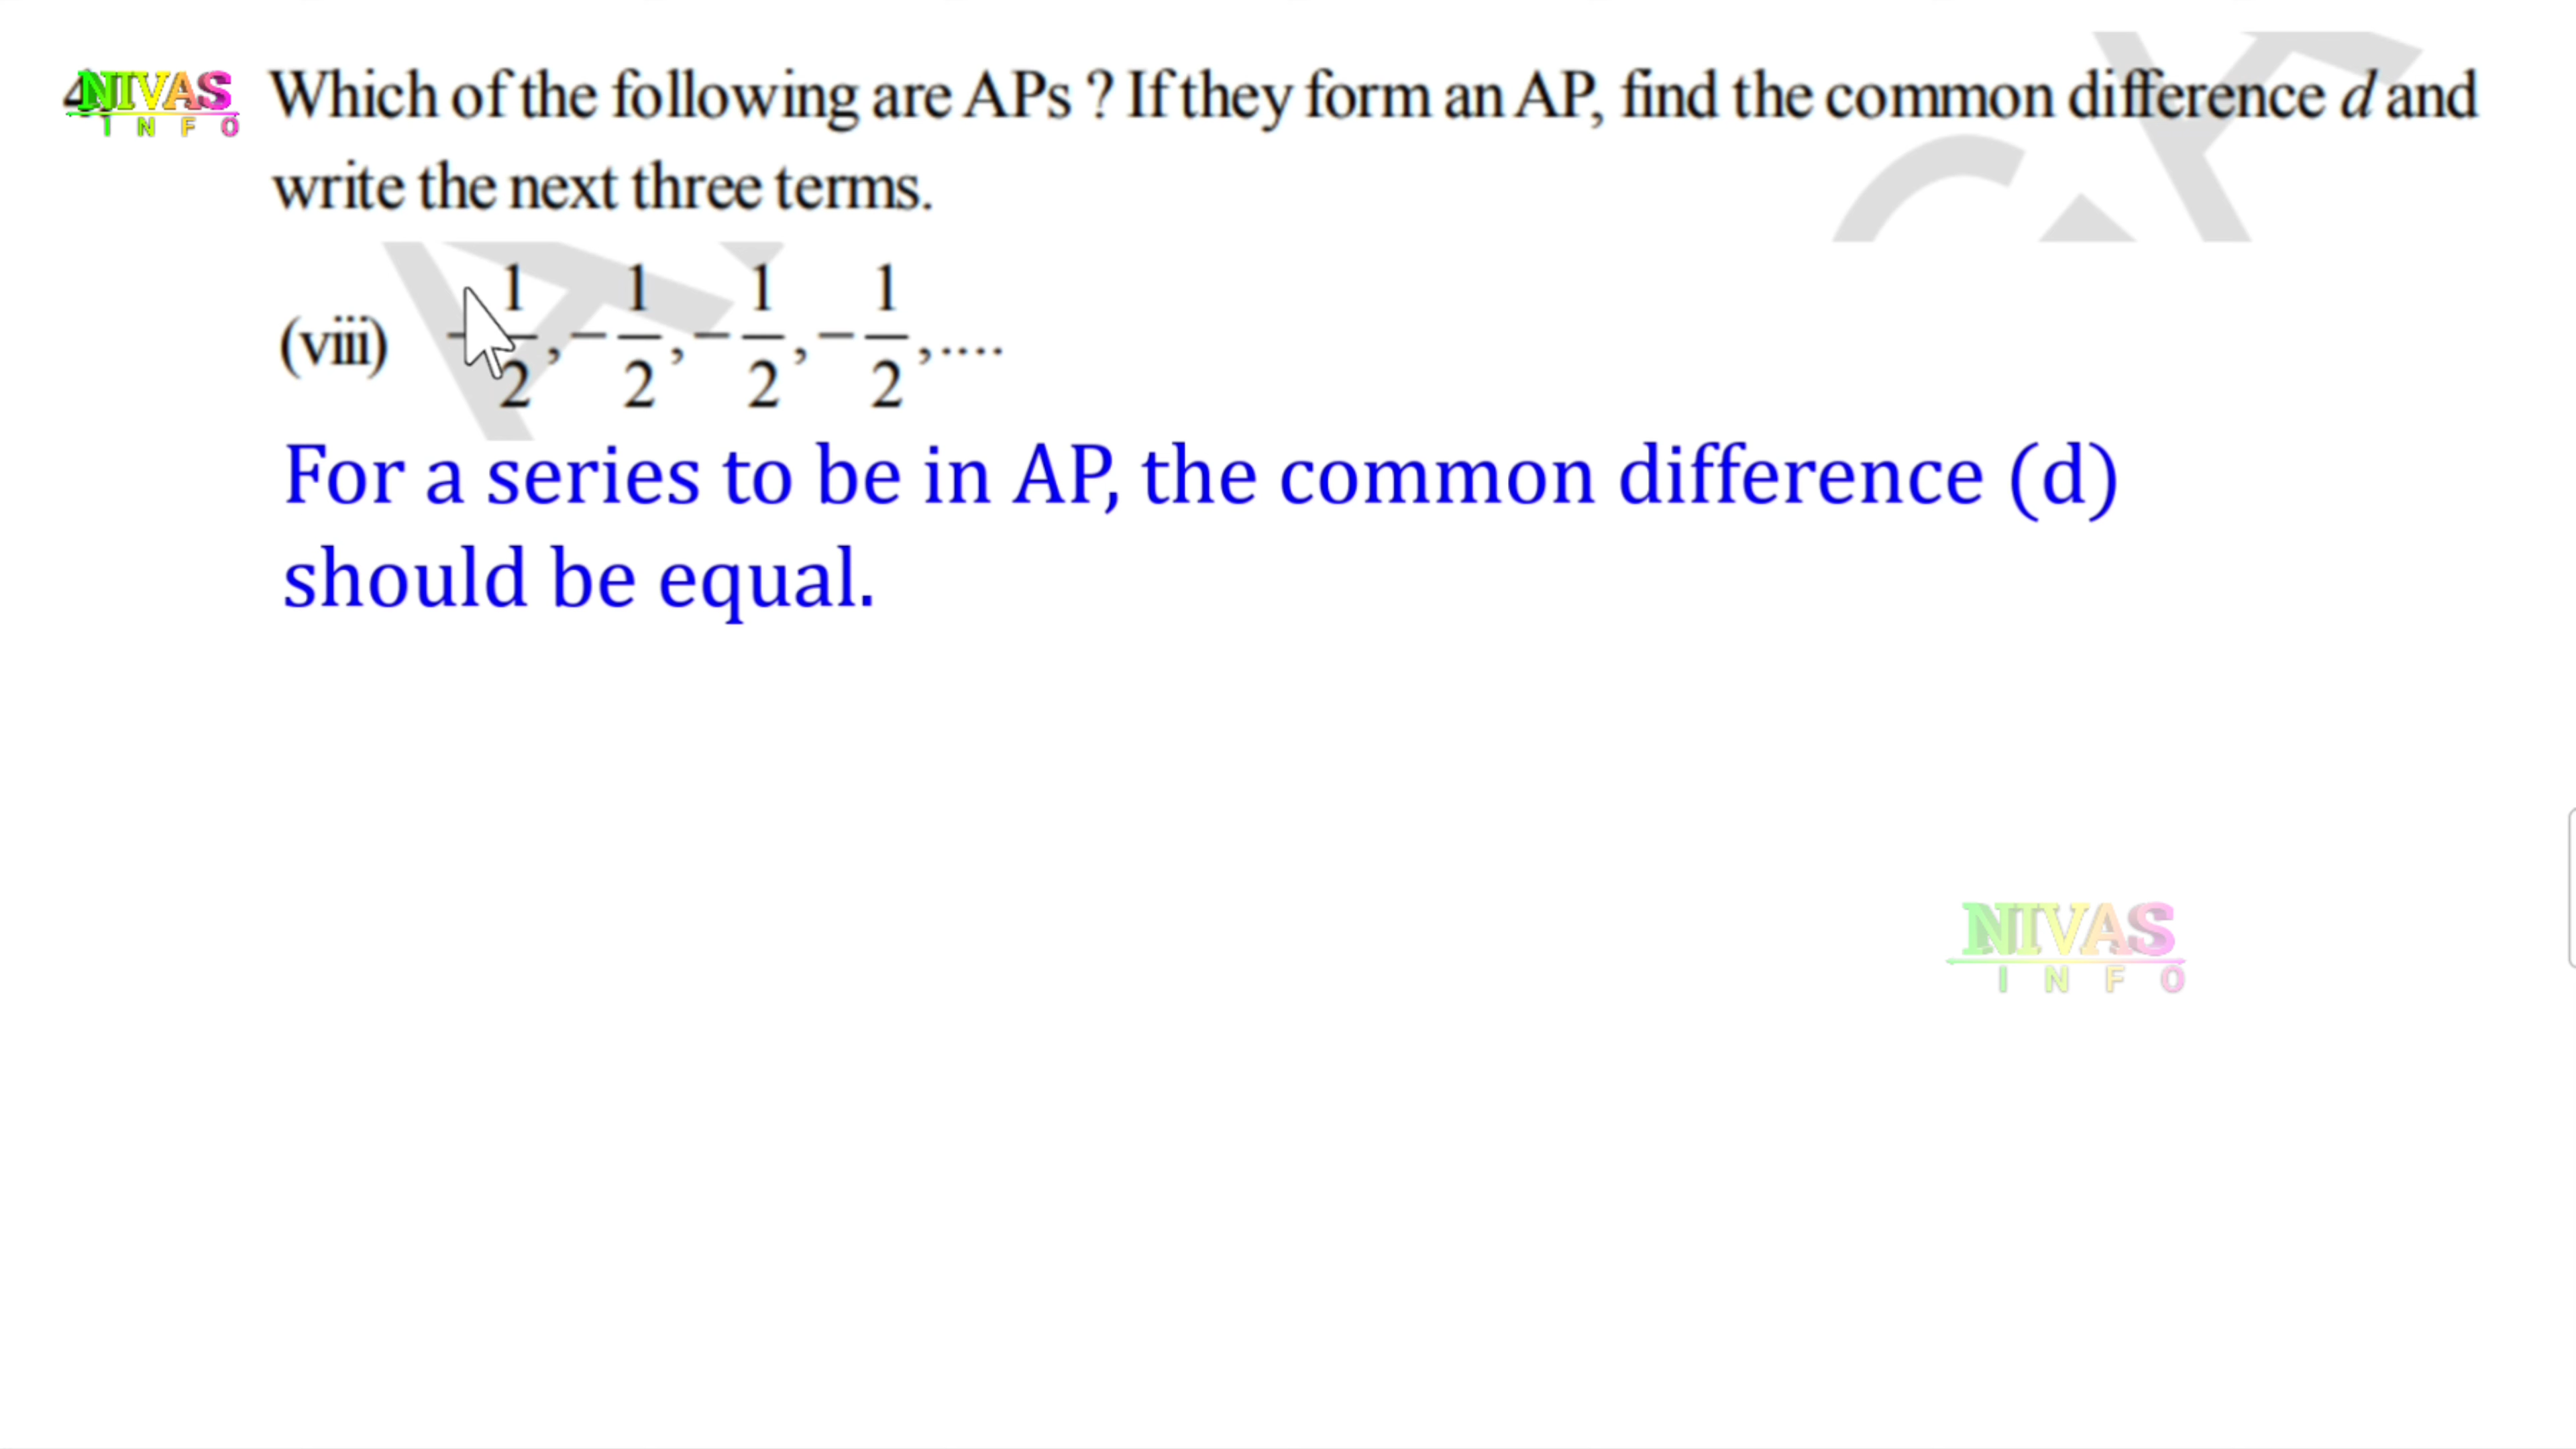 NIVAS
INFO
Which of the following are APs ? If they form an AP, find the common difference d and
write the next three terms.
(viii) -1/2, -1/2, -1/2, -1/2, ....
For a series to be in AP, the common difference (d)
should be equal.
NIVAS
INFO